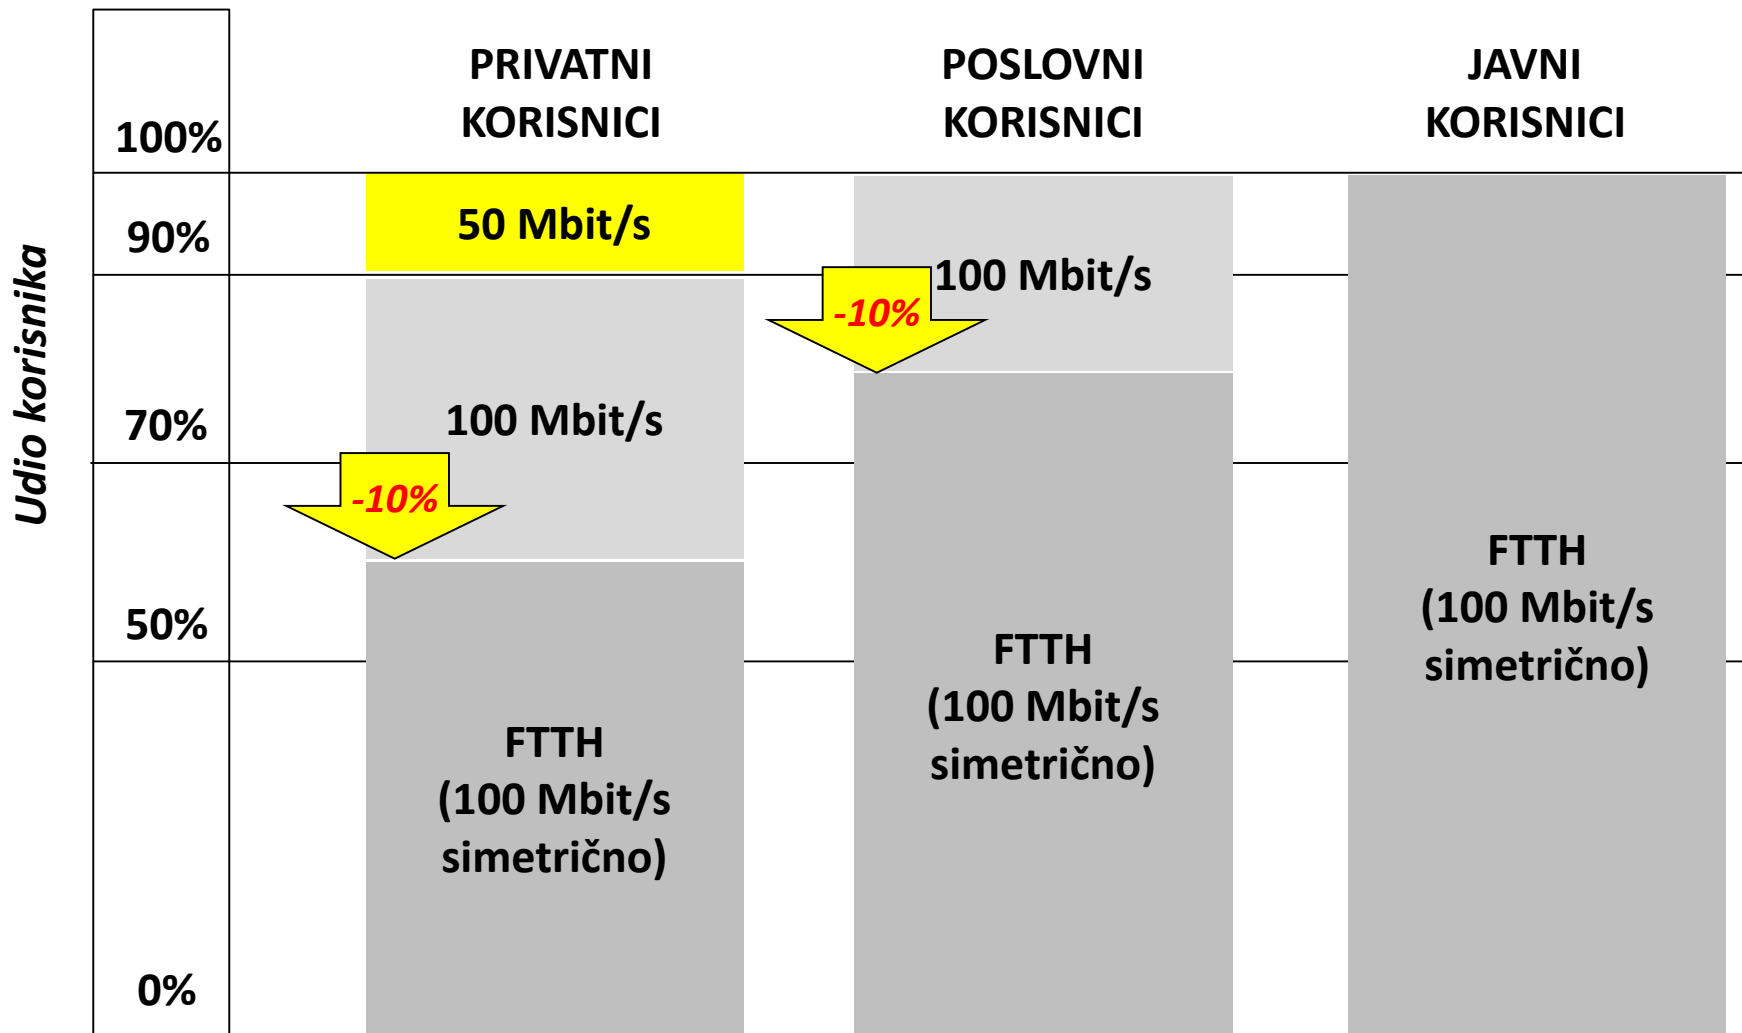 PRIVATNI
KORISNICI
POSLOVNI
KORISNICI
JAVNI
KORISNICI
Udio korisnika
100%
90%
70%
50%
0%
50 Mbit/s
100 Mbit/s
-10%
FTTH
(100 Mbit/s
simetrično)
100 Mbit/s
-10%
FTTH
(100 Mbit/s
simetrično)
FTTH
(100 Mbit/s
simetrično)